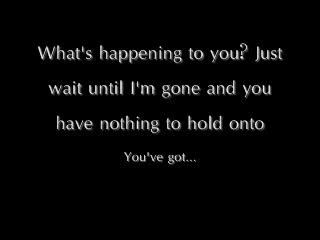 What's happening to you? Just
wait until I'm gone and you
have nothing to hold onto
You've got...